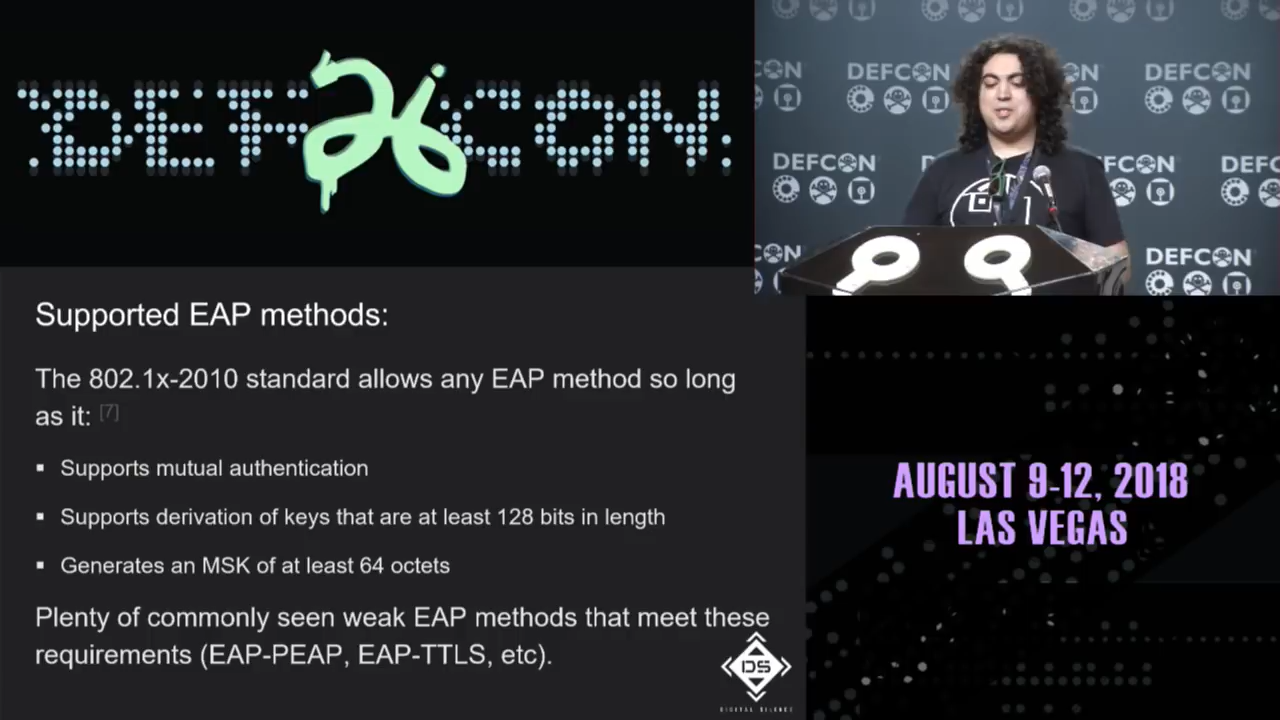 DEF 26 CON
DEFCON
DEFCON
DEFCON
DEFCON
DEFCON
Supported EAP methods:
The 802.1x-2010 standard allows any EAP method so long
as it: [7]
▪ Supports mutual authentication
▪ Supports derivation of keys that are at least 128 bits in length
▪ Generates an MSK of at least 64 octets
Plenty of commonly seen weak EAP methods that meet these
requirements (EAP-PEAP, EAP-TTLS, etc).
DS
DIGITAL SILENCE
AUGUST 9-12, 2018
LAS VEGAS